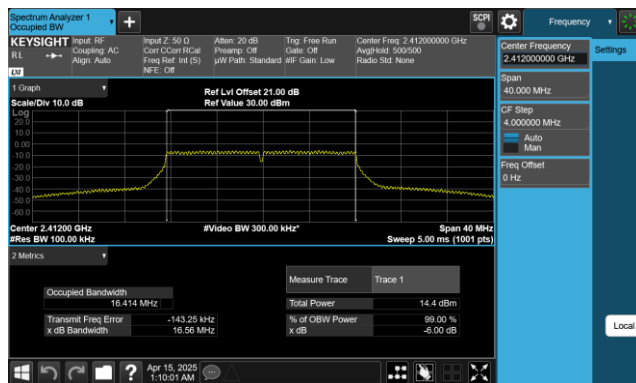 Spectrum Analyzer 1
Occupied BW
+
SCPI
Frequency
KEYSIGHT
RL
LXI
Input: RF
Coupling: AC
Align: Auto
Input Z: 50 Ω
Corr CCorr RCal
Freq Ref: Int (S)
NFE: Off
Atten: 20 dB
Preamp: Off
µW Path: Standard
Trig: Free Run
Gate: Off
#IF Gain: Low
Center Freq: 2.412000000 GHz
Avg|Hold: 500/500
Radio Std: None
Center Frequency
2.412000000 GHz
Settings
Span
40.000 MHz
CF Step
4.000000 MHz
Auto
Man
Freq Offset
0 Hz
Local
1 Graph
Scale/Div 10.0 dB
Ref Lvl Offset 21.00 dB
Ref Value 30.00 dBm
Log
20.0
10.0
0.00
-10.0
-20.0
-30.0
-40.0
-50.0
-60.0
Center 2.41200 GHz
#Video BW 300.00 kHz*
Span 40 MHz
#Res BW 100.00 kHz
Sweep 5.00 ms (1001 pts)
2 Metrics
Measure Trace Trace 1
Occupied Bandwidth
16.414 MHz
Total Power 14.4 dBm
Transmit Freq Error -143.25 kHz
% of OBW Power 99.00 %
x dB Bandwidth 16.56 MHz
x dB -6.00 dB
?
Apr 15, 2025
1:10:01 AM